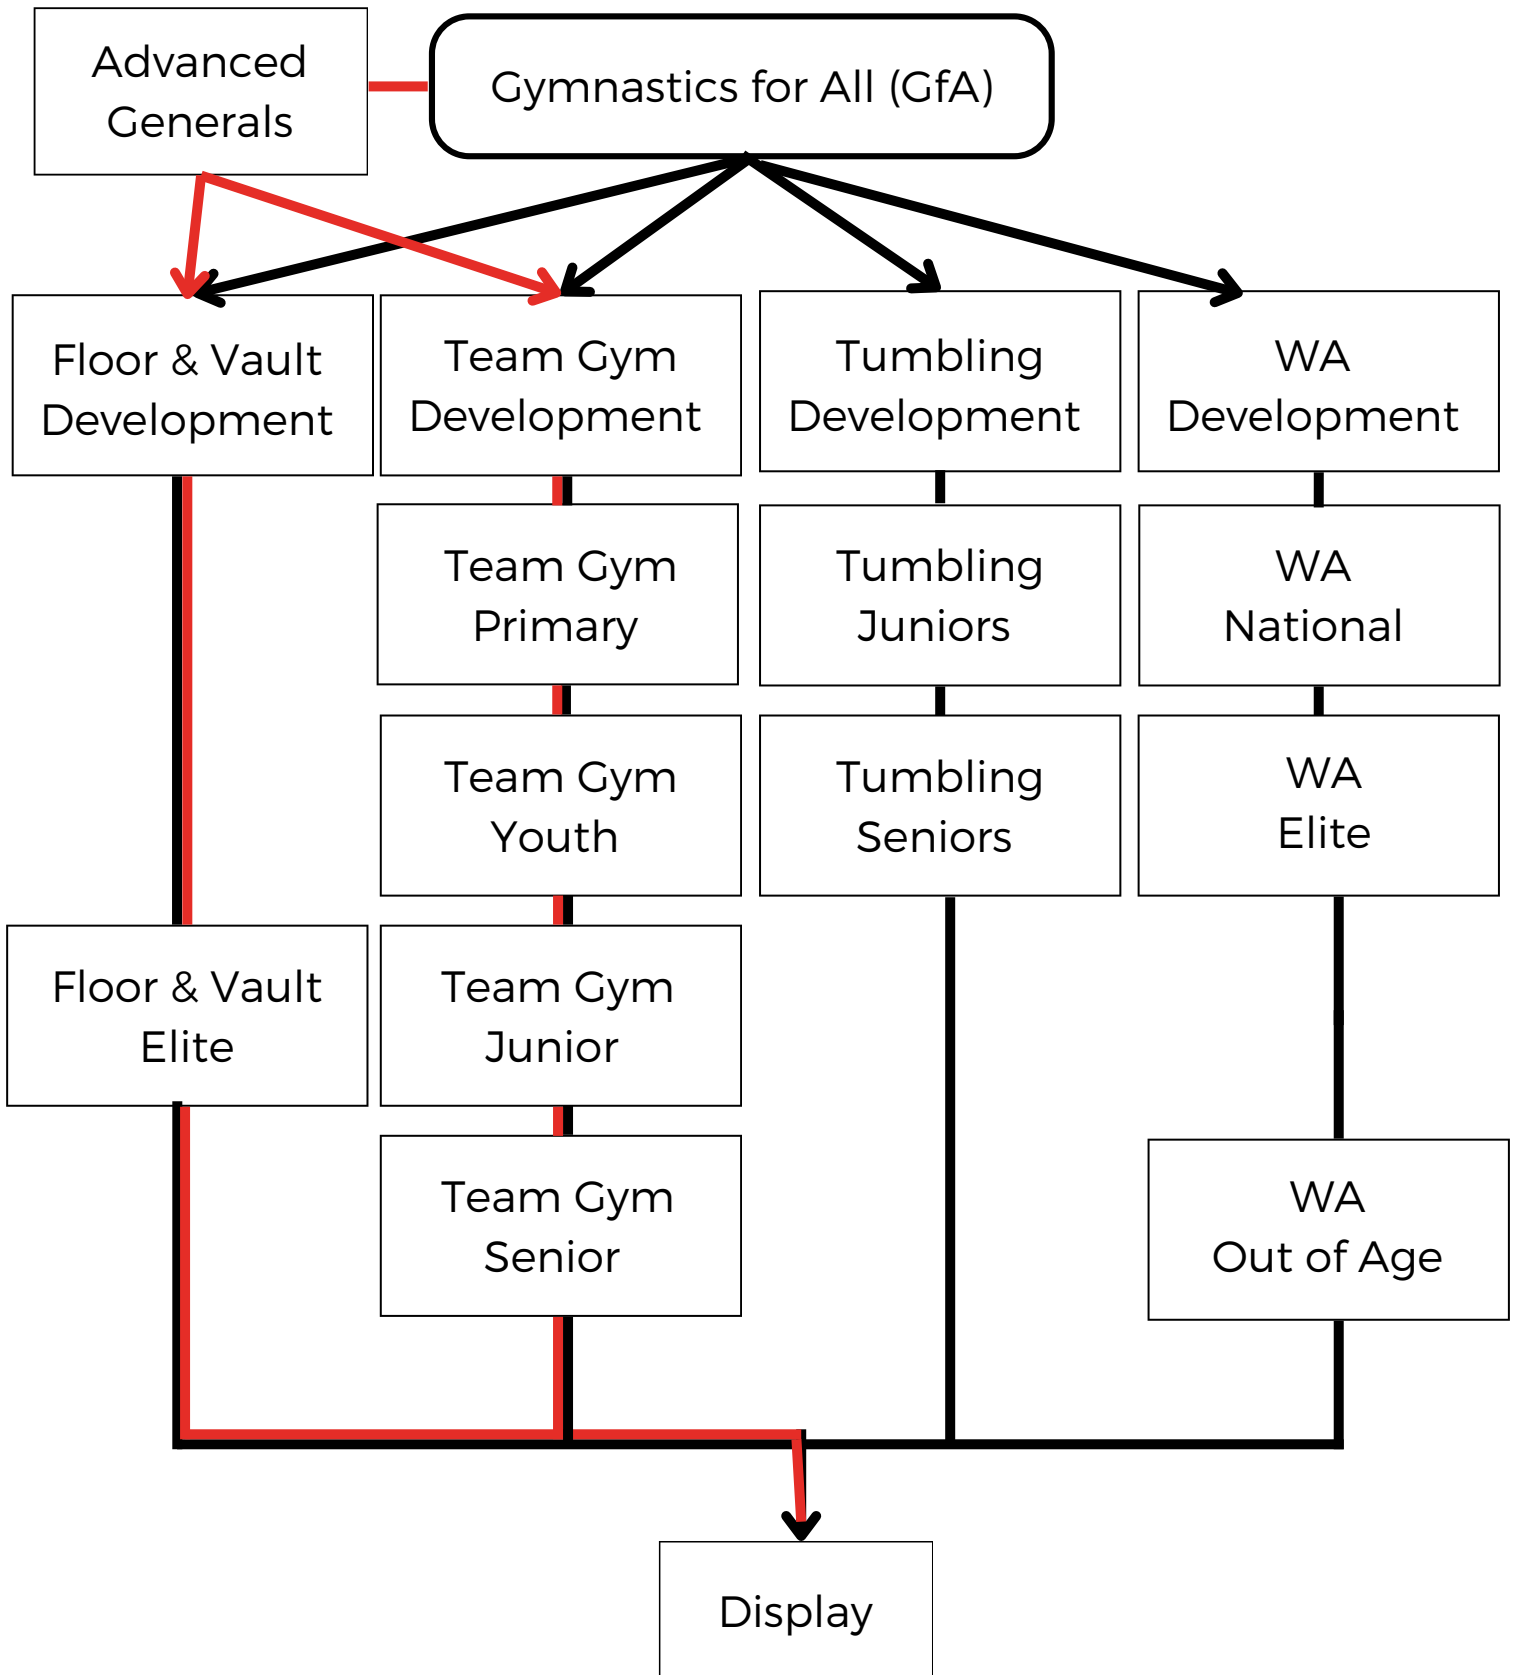 Advanced
Generals
Gymnastics for All (GfA)
Floor & Vault
Development
Team Gym
Development
Tumbling
Development
WA
Development
Team Gym
Primary
Tumbling
Juniors
WA
National
Team Gym
Youth
Tumbling
Seniors
WA
Elite
Floor & Vault
Elite
Team Gym
Junior
Team Gym
Senior
WA
Out of Age
Display